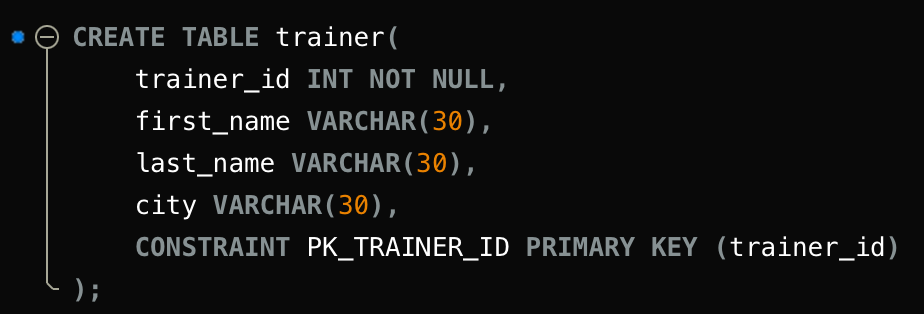 CREATE TABLE trainer(
trainer_id INT NOT NULL,
first_name VARCHAR(30),
last_name VARCHAR(30),
city VARCHAR(30),
CONSTRAINT PK_TRAINER_ID PRIMARY KEY (trainer_id)
);